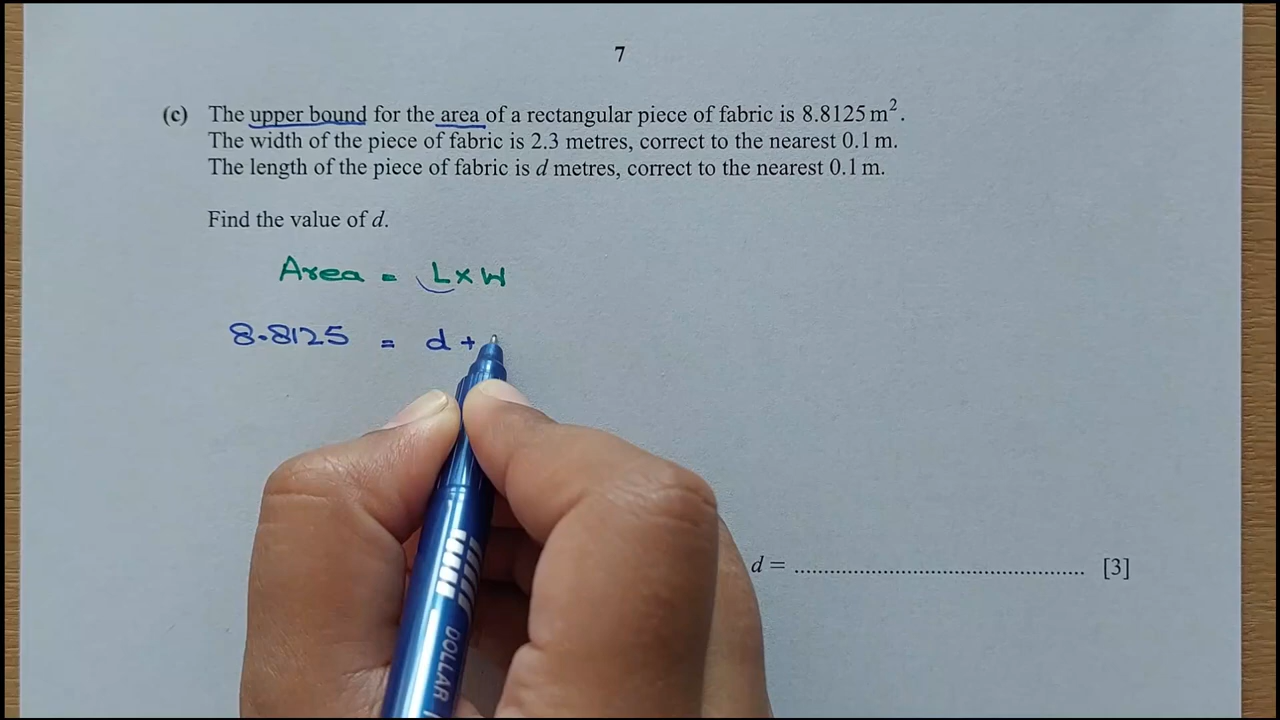 7
(c) The upper bound for the area of a rectangular piece of fabric is 8.8125 m².
The width of the piece of fabric is 2.3 metres, correct to the nearest 0.1 m.
The length of the piece of fabric is d metres, correct to the nearest 0.1 m.
Find the value of d.
Area = L × W
8.8125 = d +
d = ................................................ [3]
DOLLAR